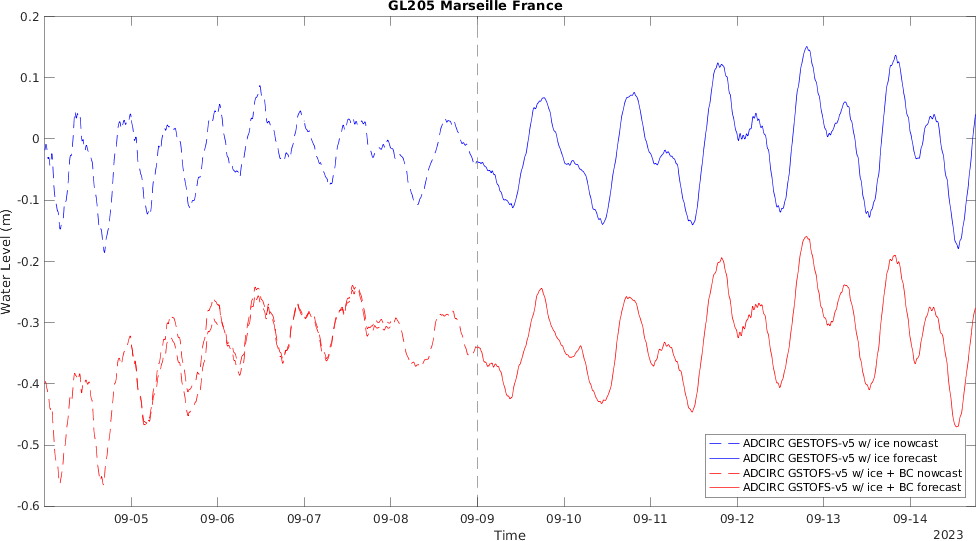 GL205 Marseille France
0.2
0.1
0
-0.1
-0.2
-0.3
-0.4
-0.5
-0.6
Water Level (m)
ADCIRC GESTOFS-v5 w/ ice nowcast
ADCIRC GESTOFS-v5 w/ ice forecast
ADCIRC GSTOFS-v5 w/ ice + BC nowcast
ADCIRC GSTOFS-v5 w/ ice + BC forecast
09-05 09-06 09-07 09-08 09-09 09-10 09-11 09-12 09-13 09-14
Time
2023